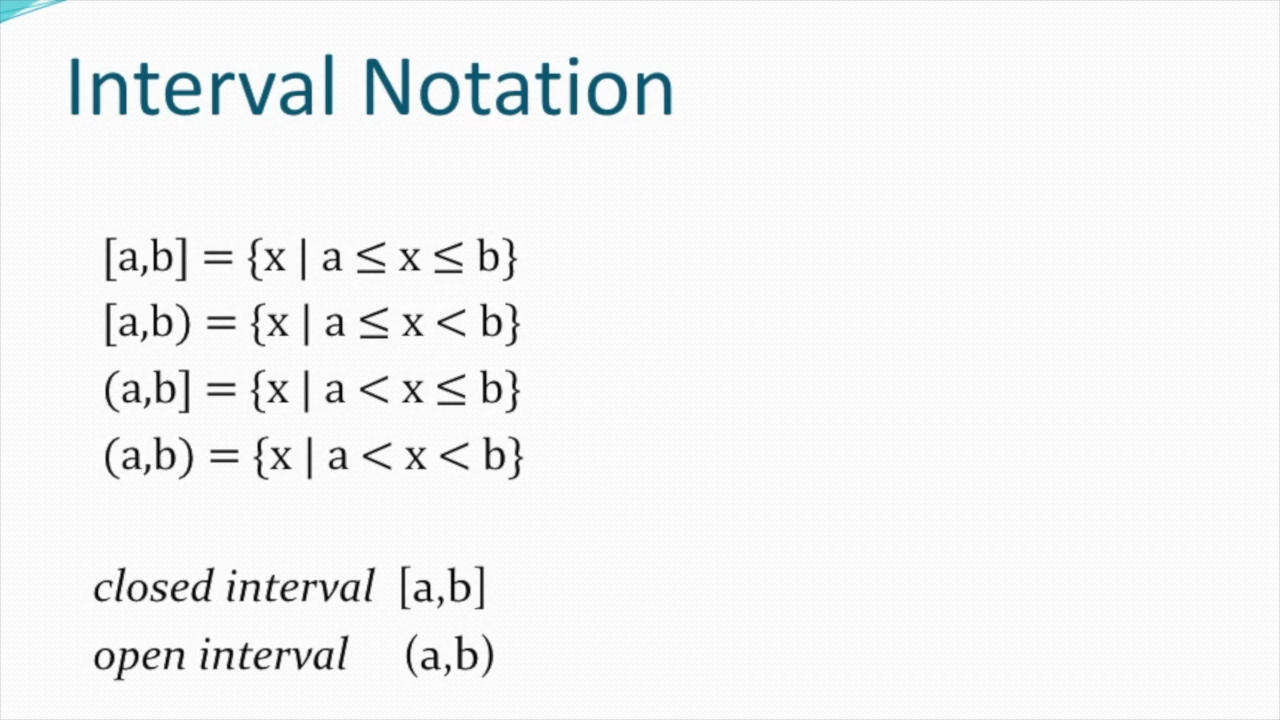 Interval Notation
[a,b] = {x | a ≤ x ≤ b}
[a,b) = {x | a ≤ x < b}
(a,b] = {x | a < x ≤ b}
(a,b) = {x | a < x < b}
closed interval [a,b]
open interval (a,b)